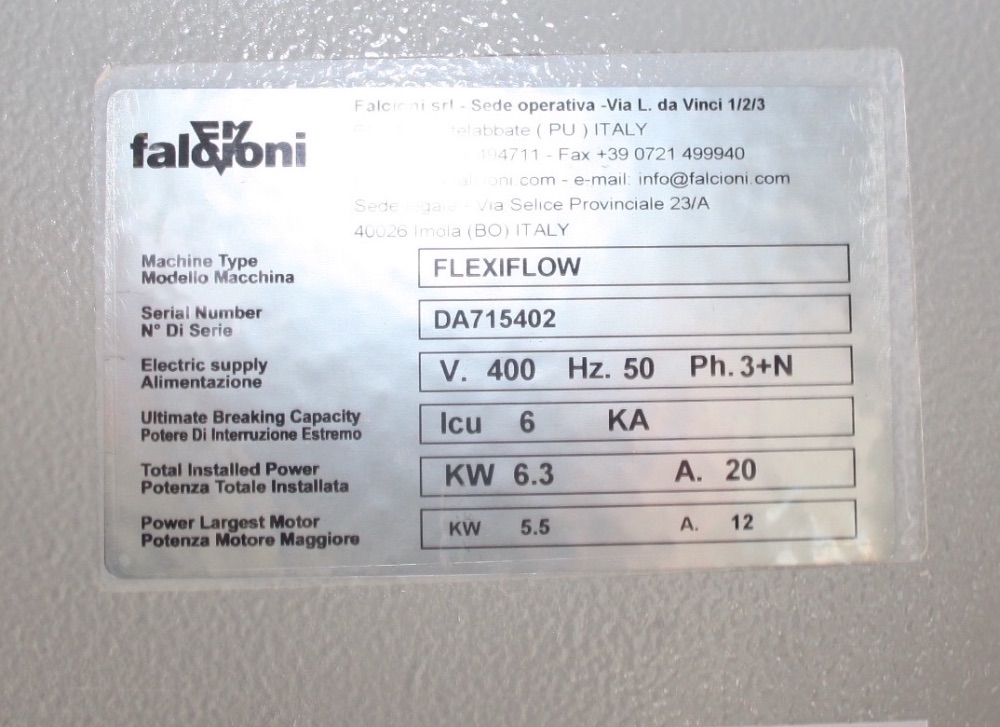 falcioni
Falcioni srl - Sede operativa -Via L. da Vinci 1/2/3
( PU ) ITALY
- Fax +39 0721 499940
- e-mail: info@falcioni.com
Sede Via Selice Provinciale 23/A
40026 Imola (BO) ITALY
Machine Type
Modello Macchina
FLEXIFLOW
Serial Number
N° Di Serie
DA715402
Electric supply
Alimentazione
V. 400 Hz. 50 Ph. 3+N
Ultimate Breaking Capacity
Potere Di Interruzione Estremo
Icu 6 KA
Total Installed Power
Potenza Totale Installata
KW 6.3 A. 20
Power Largest Motor
Potenza Motore Maggiore
KW 5.5 A. 12